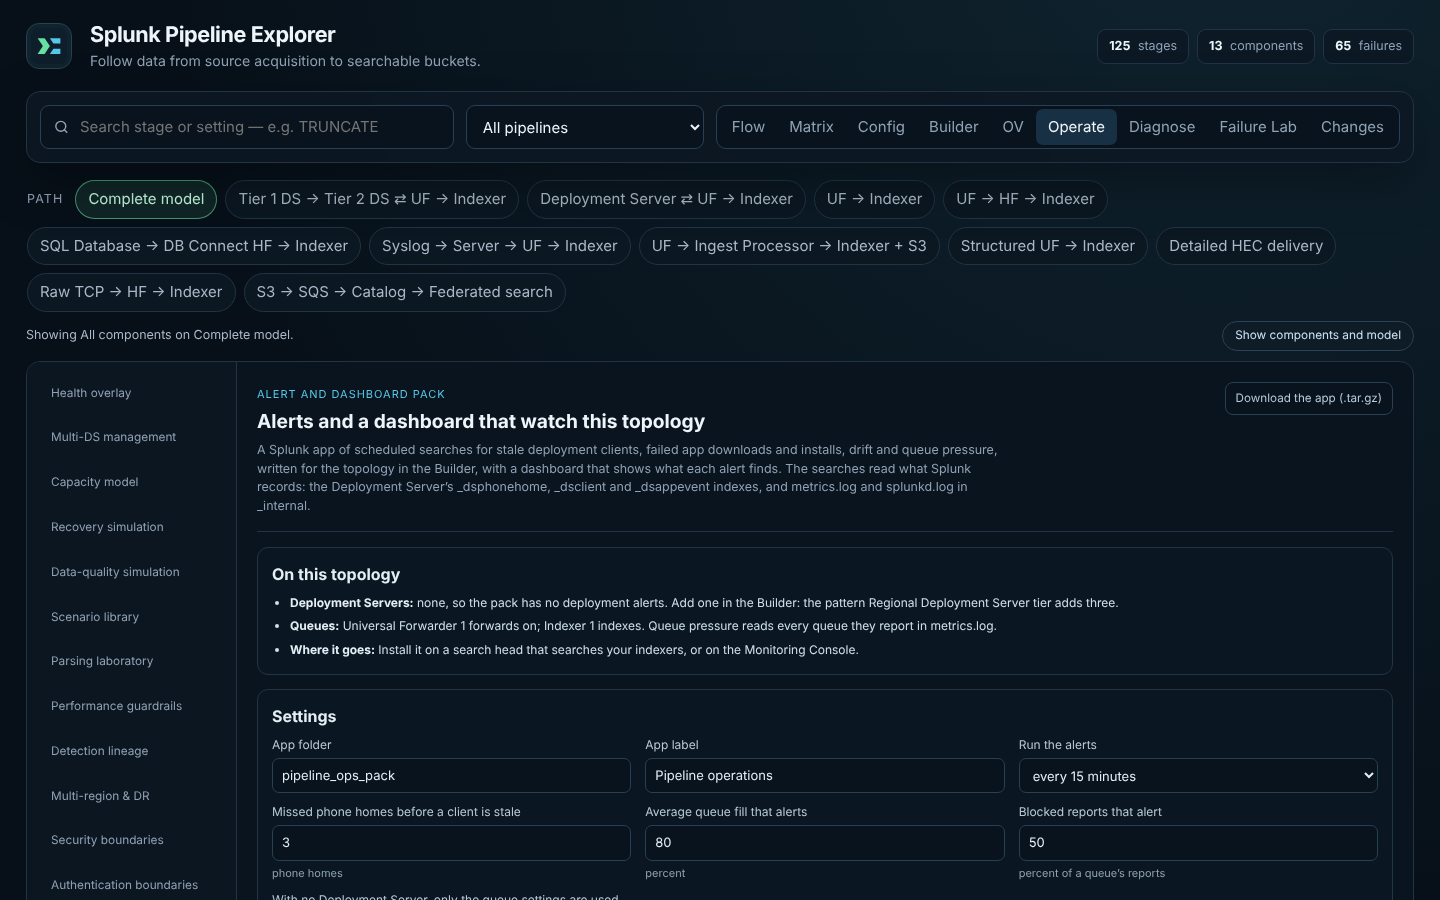 Splunk Pipeline Explorer
Follow data from source acquisition to searchable buckets.
125 stages
13 components
65 failures
Search stage or setting — e.g. TRUNCATE
All pipelines
Flow
Matrix
Config
Builder
OV
Operate
Diagnose
Failure Lab
Changes
PATH
Complete model
Tier 1 DS → Tier 2 DS ⇄ UF → Indexer
Deployment Server ⇄ UF → Indexer
UF → Indexer
UF → HF → Indexer
SQL Database → DB Connect HF → Indexer
Syslog → Server → UF → Indexer
UF → Ingest Processor → Indexer + S3
Structured UF → Indexer
Detailed HEC delivery
Raw TCP → HF → Indexer
S3 → SQS → Catalog → Federated search
Showing All components on Complete model.
Show components and model
Health overlay
Multi-DS management
Capacity model
Recovery simulation
Data-quality simulation
Scenario library
Parsing laboratory
Performance guardrails
Detection lineage
Multi-region & DR
Security boundaries
Authentication boundaries
ALERT AND DASHBOARD PACK
Download the app (.tar.gz)
Alerts and a dashboard that watch this topology
A Splunk app of scheduled searches for stale deployment clients, failed app downloads and installs, drift and queue pressure,
written for the topology in the Builder, with a dashboard that shows what each alert finds. The searches read what Splunk
records: the Deployment Server’s _dsphonehome, _dsclient and _dsappevent indexes, and metrics.log and splunkd.log in
_internal.
On this topology
• Deployment Servers: none, so the pack has no deployment alerts. Add one in the Builder: the pattern Regional Deployment Server tier adds three.
• Queues: Universal Forwarder 1 forwards on; Indexer 1 indexes. Queue pressure reads every queue they report in metrics.log.
• Where it goes: Install it on a search head that searches your indexers, or on the Monitoring Console.
Settings
App folder
App label
Run the alerts
pipeline_ops_pack
Pipeline operations
every 15 minutes
Missed phone homes before a client is stale
Average queue fill that alerts
Blocked reports that alert
3
80
50
phone homes
percent
percent of a queue’s reports
With no Deployment Server, only the queue settings are used.